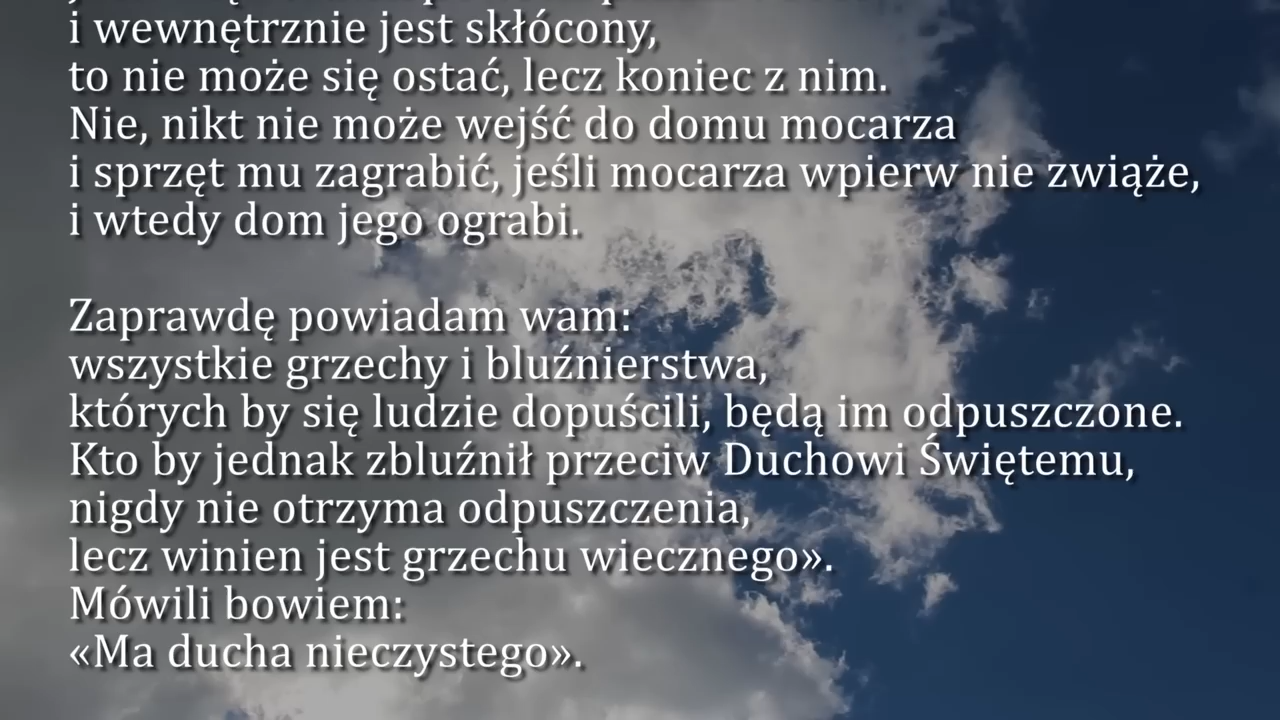 i wewnętrznie jest skłócony,
to nie może się ostać, lecz koniec z nim.
Nie, nikt nie może wejść do domu mocarza
i sprzęt mu zagrabić, jeśli mocarza wpierw nie zwiąże,
i wtedy dom jego ograbi.
Zaprawdę powiadam wam:
wszystkie grzechy i bluźnierstwa,
których by się ludzie dopuścili, będą im odpuszczone.
Kto by jednak zbluźnił przeciw Duchowi Świętemu,
nigdy nie otrzyma odpuszczenia,
lecz winien jest grzechu wiecznego».
Mówili bowiem:
«Ma ducha nieczystego».